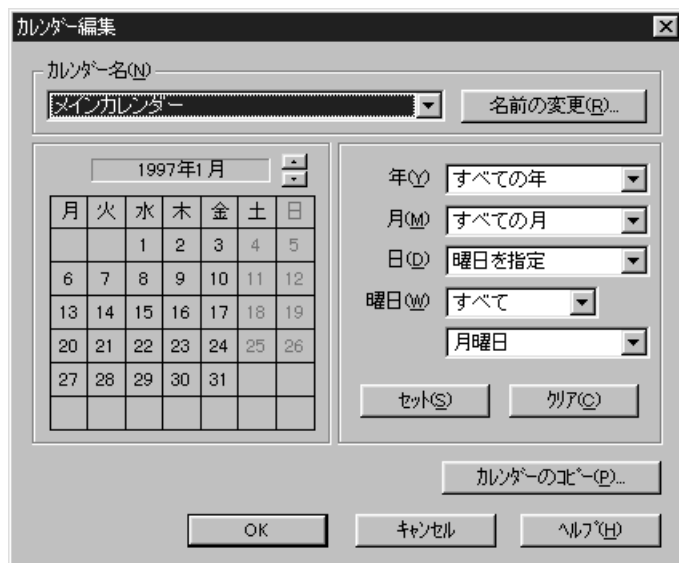 ｶﾚﾝﾀﾞｰ編集
ｶﾚﾝﾀﾞｰ名(N)
メインカレンダー
名前の変更(R)...
1997年1月
月 火 水 木 金 土 日
1 2 3 4 5
6 7 8 9 10 11 12
13 14 15 16 17 18 19
20 21 22 23 24 25 26
27 28 29 30 31
年(Y) すべての年
月(M) すべての月
日(D) 曜日を指定
曜日(W) すべて
月曜日
ｾｯﾄ(S) ｸﾘｱ(C)
ｶﾚﾝﾀﾞｰのｺﾋﾟｰ(P)...
OK ｷｬﾝｾﾙ ﾍﾙﾌﾟ(H)